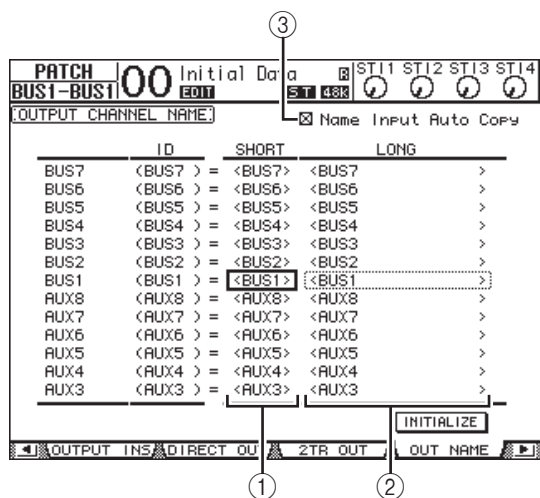 ③
PATCH 00 Initial Data R ST11 ST12 ST13 ST14
BUS1-BUS1 EDIT ST 48K
OUTPUT CHANNEL NAME ☒ Name Input Auto Copy
ID SHORT LONG
BUS7 (BUS7 ) = <BUS7> <BUS7 >
BUS6 (BUS6 ) = <BUS6> <BUS6 >
BUS5 (BUS5 ) = <BUS5> <BUS5 >
BUS4 (BUS4 ) = <BUS4> <BUS4 >
BUS3 (BUS3 ) = <BUS3> <BUS3 >
BUS2 (BUS2 ) = <BUS2> <BUS2 >
BUS1 (BUS1 ) = <BUS1> <BUS1 >
AUX8 (AUX8 ) = <AUX8> <AUX8 >
AUX7 (AUX7 ) = <AUX7> <AUX7 >
AUX6 (AUX6 ) = <AUX6> <AUX6 >
AUX5 (AUX5 ) = <AUX5> <AUX5 >
AUX4 (AUX4 ) = <AUX4> <AUX4 >
AUX3 (AUX3 ) = <AUX3> <AUX3 >
INITIALIZE
OUTPUT INS DIRECT OU 2TR OUT OUT NAME
① ②